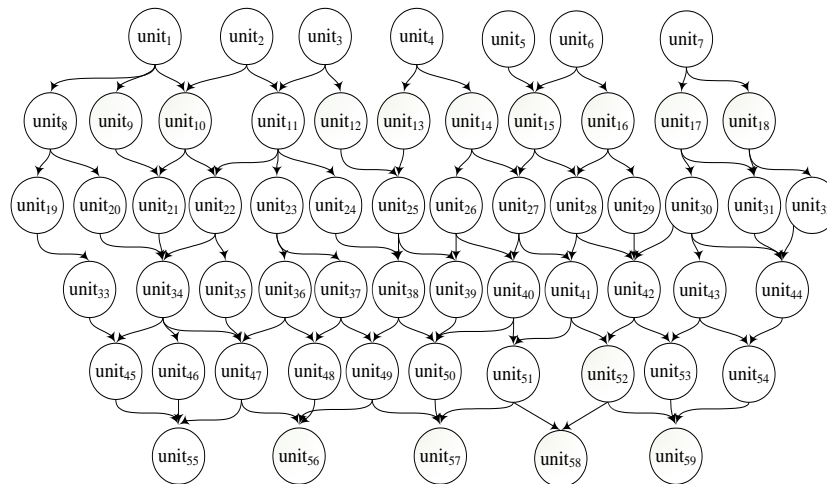 unit₁ unit₂ unit₃ unit₄ unit₅ unit₆ unit₇
unit₈ unit₉ unit₁₀ unit₁₁ unit₁₂ unit₁₃ unit₁₄ unit₁₅ unit₁₆ unit₁₇ unit₁₈
unit₁₉ unit₂₀ unit₂₁ unit₂₂ unit₂₃ unit₂₄ unit₂₅ unit₂₆ unit₂₇ unit₂₈ unit₂₉ unit₃₀ unit₃₁
unit₃₃ unit₃₄ unit₃₅ unit₃₆ unit₃₇ unit₃₈ unit₃₉ unit₄₀ unit₄₁ unit₄₂ unit₄₃ unit₄₄
unit₄₅ unit₄₆ unit₄₇ unit₄₈ unit₄₉ unit₅₀ unit₅₁ unit₅₂ unit₅₃ unit₅₄
unit₅₅ unit₅₆ unit₅₇ unit₅₈ unit₅₉